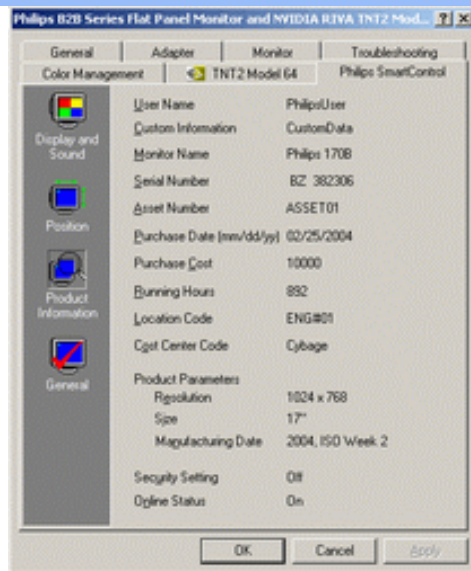 Philips B2B Series Flat Panel Monitor and NVIDIA RIVA TNT2 Mod...
General Adapter Monitor Troubleshooting
Color Management TNT2 Model 64 Philips SmartControl
Display and Sound
Position
Product Information
General
User Name PhilipsUser
Custom Information CustomData
Monitor Name Philips 170B
Serial Number BZ 382306
Asset Number ASSET01
Purchase Date (mm/dd/yy) 02/25/2004
Purchase Cost 10000
Running Hours 892
Location Code ENG#01
Cost Center Code Cybage
Product Parameters
Resolution 1024 x 768
Size 17"
Manufacturing Date 2004, ISO Week 2
Security Setting Off
Online Status On
OK Cancel Apply